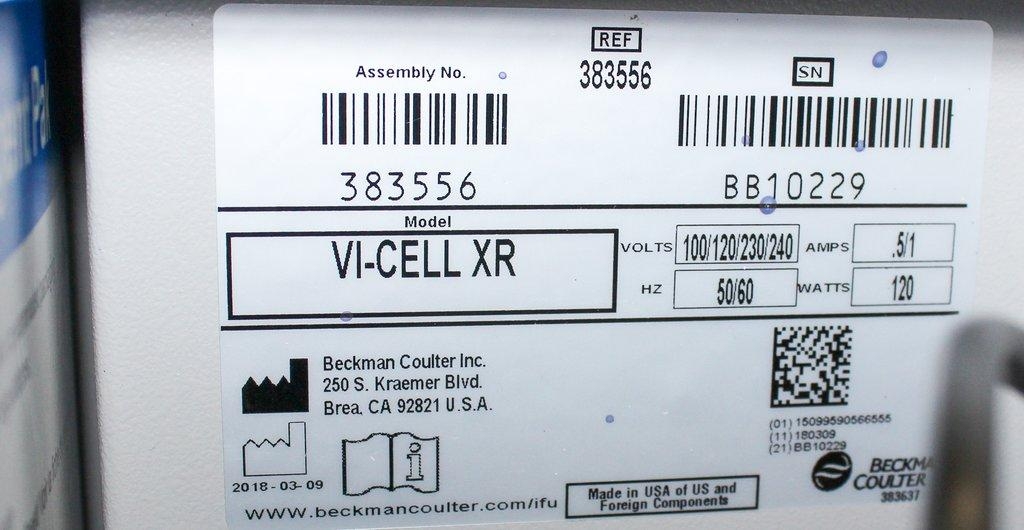 REF
383556
Assembly No.
SN
383556
BB10229
Model
VI-CELL XR
VOLTS 100/120/230/240 AMPS .5/1
HZ 50/60 WATTS 120
Beckman Coulter Inc.
250 S. Kraemer Blvd.
Brea, CA 92821 U.S.A.
2018-03-09
i
www.beckmancoulter.com/ifu
Made in USA of US and
Foreign Components
(01) 15099590566555
(11) 180309
(21) BB10229
BECKM
COULTER
383637